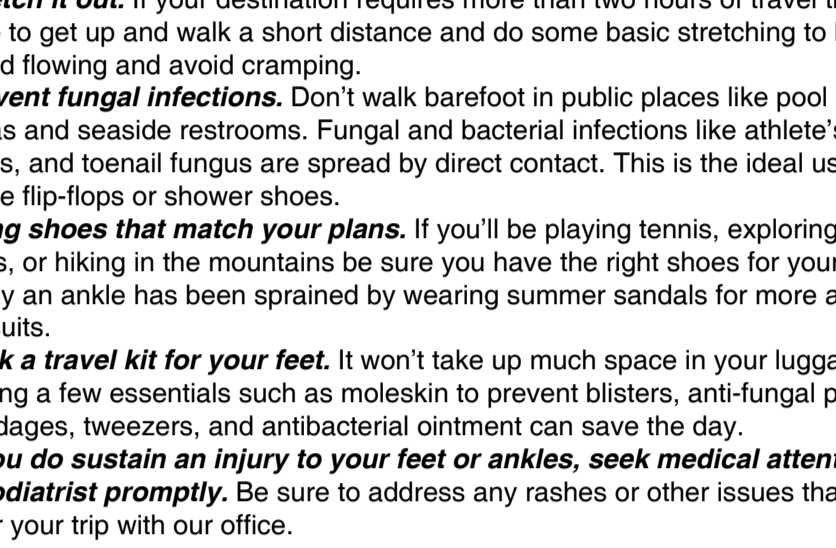 tch it out. If your destination requires more than two hours of travel
to get up and walk a short distance and do some basic stretching to
d flowing and avoid cramping.
vent fungal infections. Don’t walk barefoot in public places like pool
s and seaside restrooms. Fungal and bacterial infections like athlete’s
s, and toenail fungus are spread by direct contact. This is the ideal us
e flip-flops or shower shoes.
ng shoes that match your plans. If you’ll be playing tennis, exploring
s, or hiking in the mountains be sure you have the right shoes for your
y an ankle has been sprained by wearing summer sandals for more a
uits.
k a travel kit for your feet. It won’t take up much space in your lugga
ng a few essentials such as moleskin to prevent blisters, anti-fungal p
dages, tweezers, and antibacterial ointment can save the day.
ou do sustain an injury to your feet or ankles, seek medical attent
odiatrist promptly. Be sure to address any rashes or other issues tha
r your trip with our office.